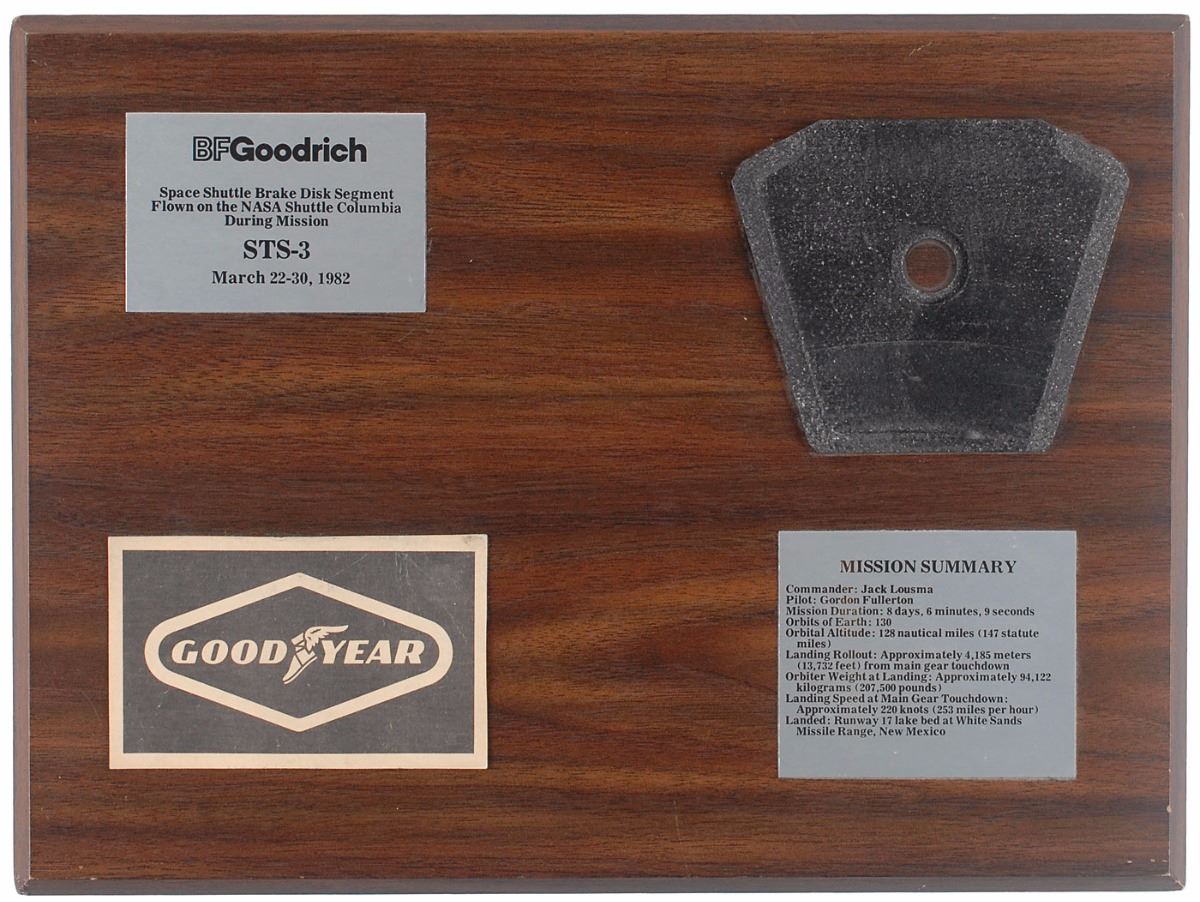 BFGoodrich
Space Shuttle Brake Disk Segment
Flown on the NASA Shuttle Columbia
During Mission
STS-3
March 22-30, 1982
GOOD YEAR
MISSION SUMMARY
Commander: Jack Lousma
Pilot: Gordon Fullerton
Mission Duration: 8 days, 6 minutes, 9 seconds
Orbits of Earth: 130
Orbital Altitude: 128 nautical miles (147 statute
miles)
Landing Rollout: Approximately 4,185 meters
(13,732 feet) from main gear touchdown
Orbiter Weight at Landing: Approximately 94,122
kilograms (207,500 pounds)
Landing Speed at Main Gear Touchdown:
Approximately 220 knots (253 miles per hour)
Landed: Runway 17 lake bed at White Sands
Missile Range, New Mexico